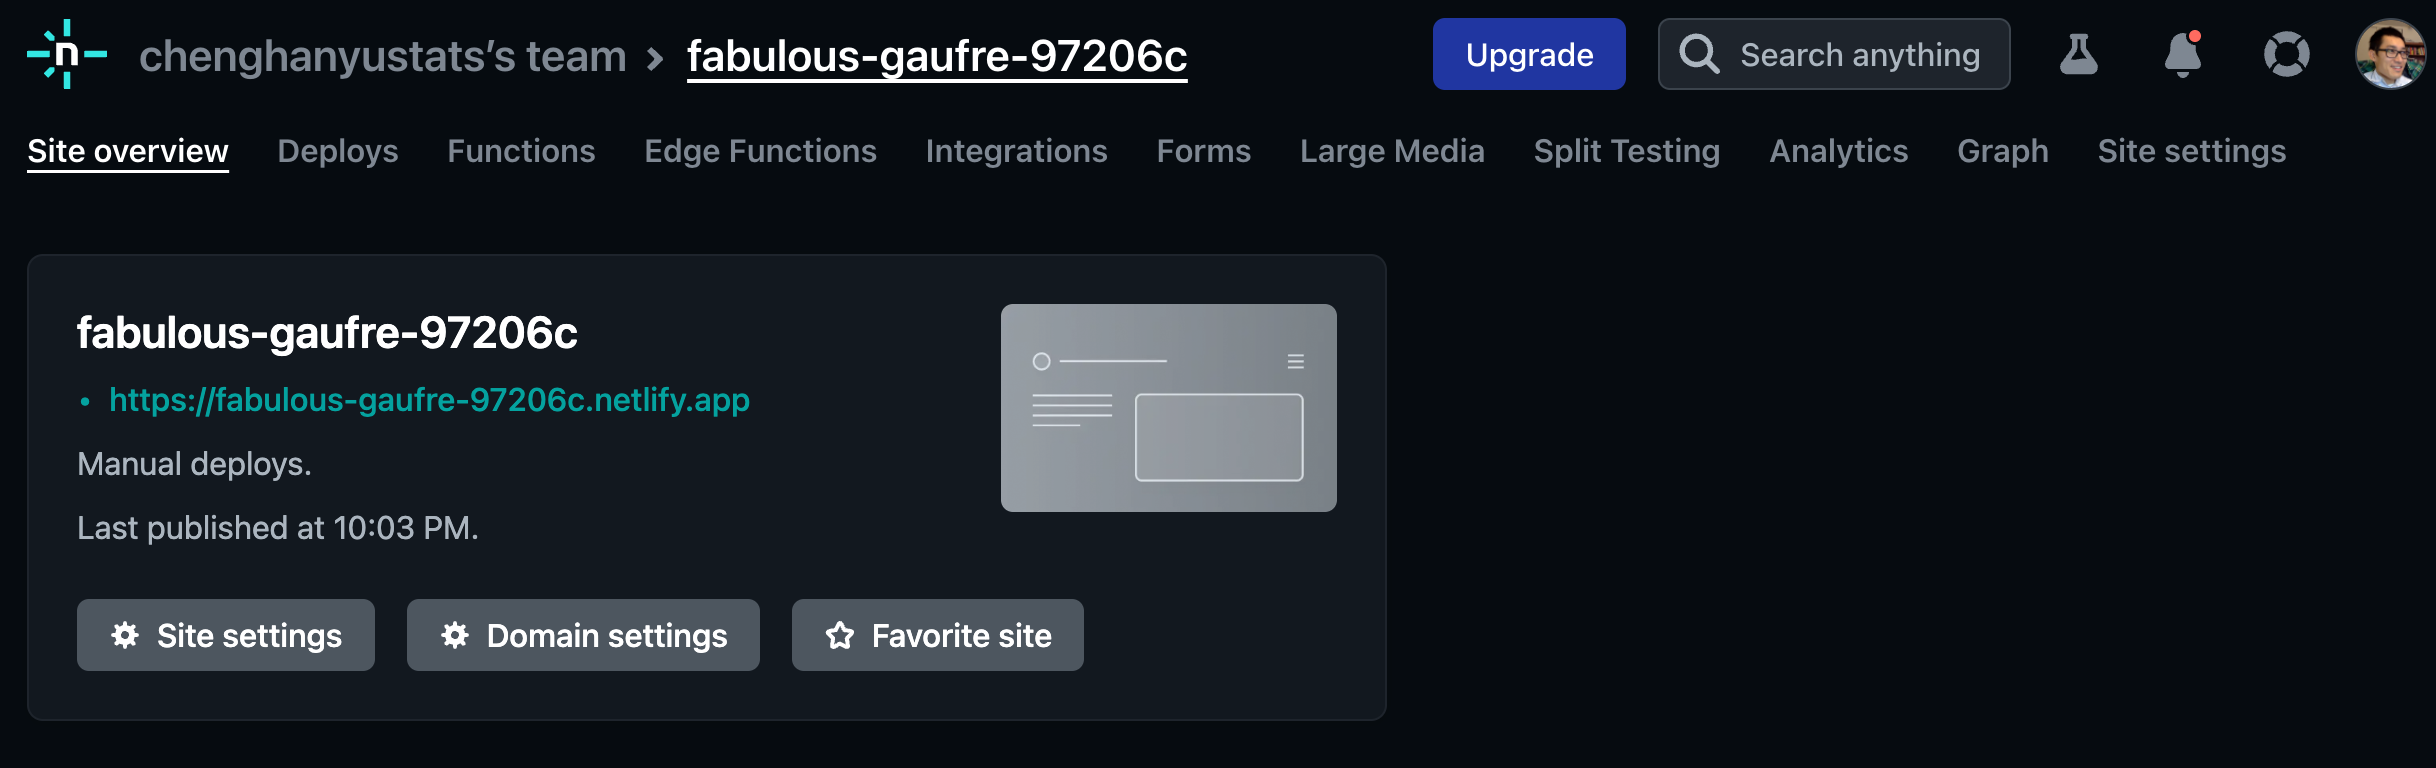 n chenghanyustats’s team › fabulous-gaufre-97206c Upgrade Search anything
Site overview Deploys Functions Edge Functions Integrations Forms Large Media Split Testing Analytics Graph Site settings
fabulous-gaufre-97206c
• https://fabulous-gaufre-97206c.netlify.app
Manual deploys.
Last published at 10:03 PM.
Site settings Domain settings Favorite site